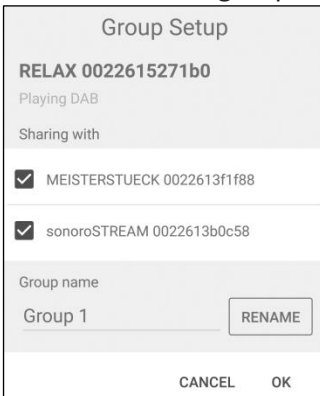 Group Setup
RELAX 0022615271b0
Playing DAB
Sharing with
MEISTERSTUECK 0022613f1f88
sonoroSTREAM 0022613b0c58
Group name
Group 1
RENAME
CANCEL OK